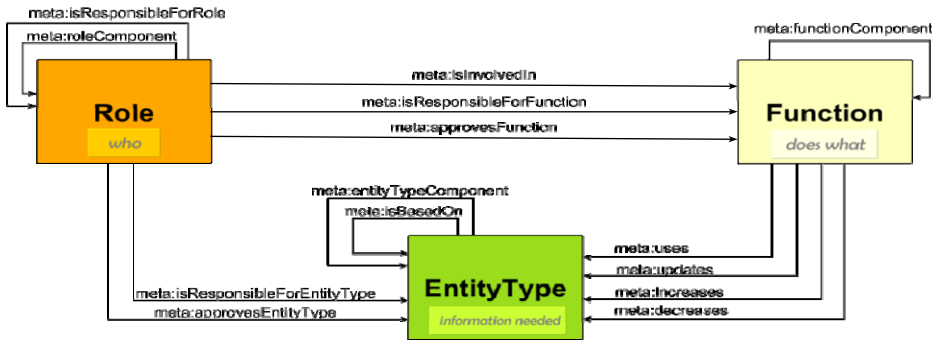 meta:isResponsibleForRole
meta:roleComponent
meta:functionComponent
meta:isInvolvedIn
meta:isResponsibleForFunction
meta:approvesFunction
Role
who
Function
does what
meta:entityTypeComponent
meta:isBasedOn
meta:uses
meta:updates
meta:increases
meta:decreases
EntityType
information needed
meta:isResponsibleForEntityType
meta:approvesEntityType